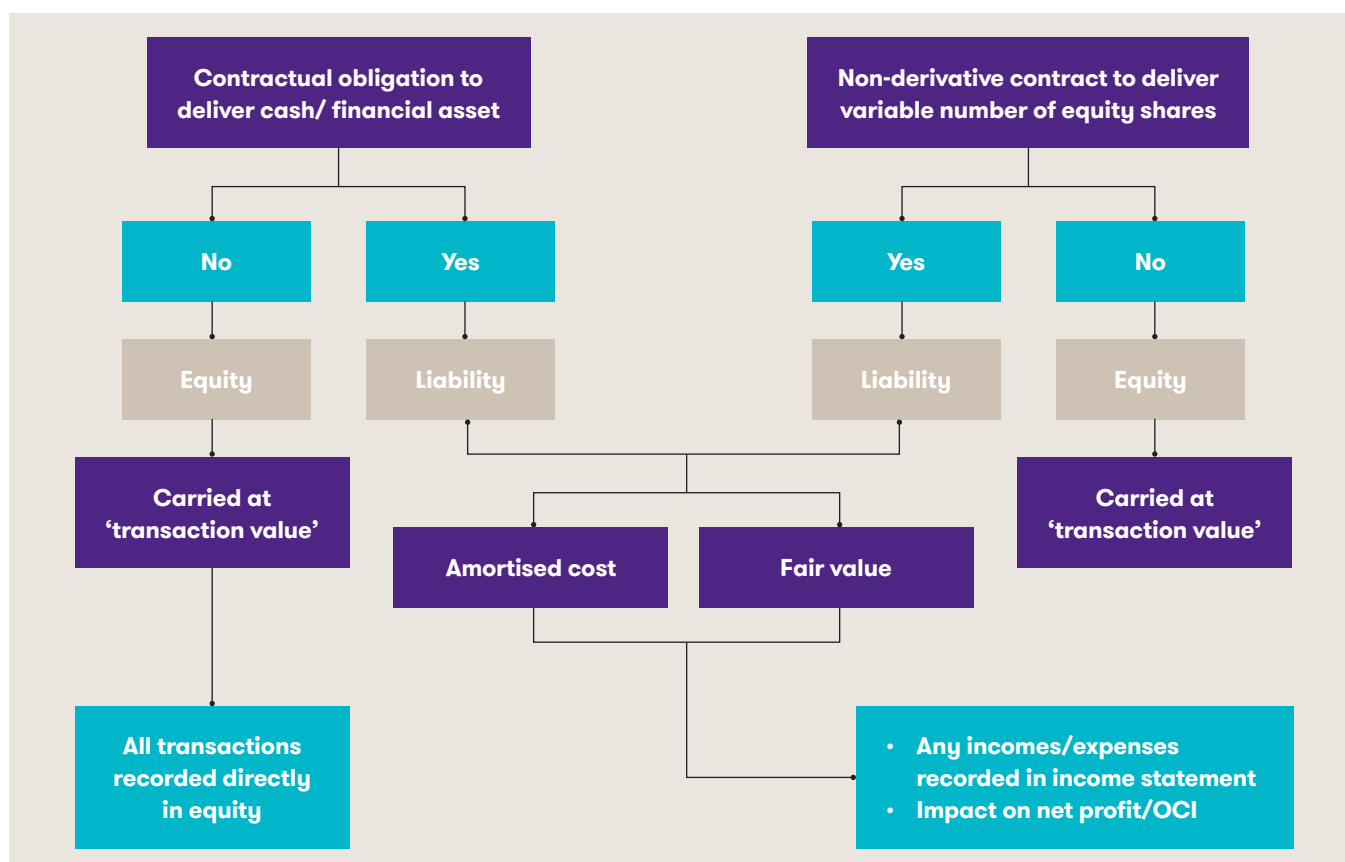 Contractual obligation to
deliver cash/ financial asset
Non-derivative contract to deliver
variable number of equity shares
No
Yes
Yes
No
Equity
Liability
Liability
Equity
Carried at
‘transaction value’
Carried at
‘transaction value’
Amortised cost
Fair value
All transactions
recorded directly
in equity
• Any incomes/expenses
recorded in income statement
• Impact on net profit/OCI